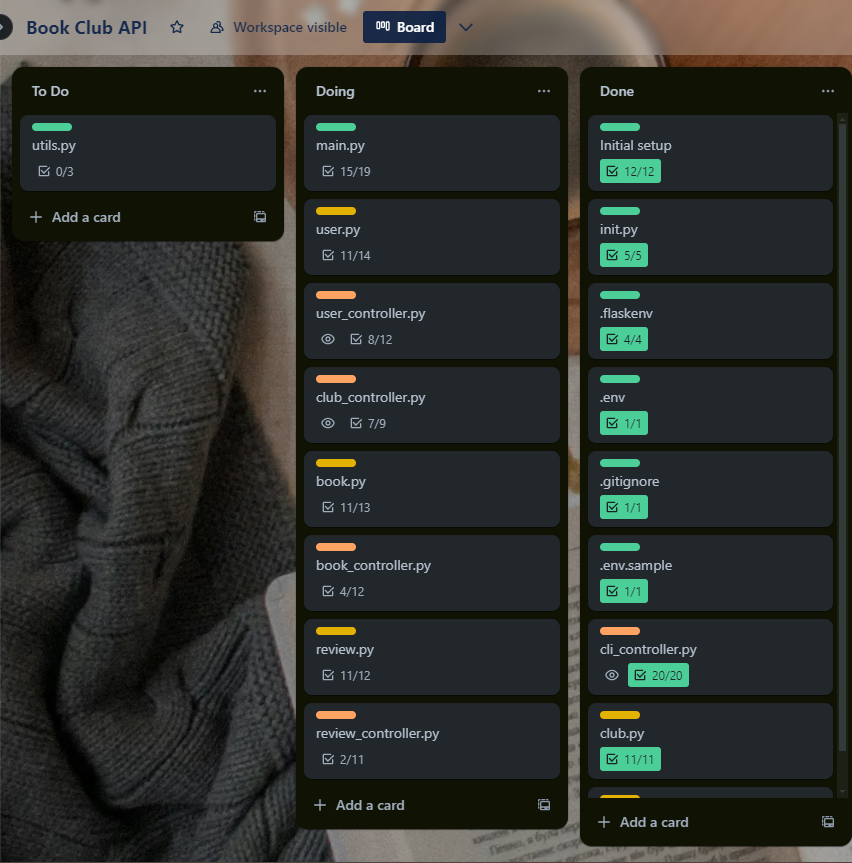 Book Club API
Workspace visible
Board
To Do
utils.py
0/3
Add a card
Doing
main.py
15/19
user.py
11/14
user_controller.py
8/12
club_controller.py
7/9
book.py
11/13
book_controller.py
4/12
review.py
11/12
review_controller.py
2/11
Add a card
Done
Initial setup
12/12
init.py
5/5
.flaskenv
4/4
.env
1/1
.gitignore
1/1
.env.sample
1/1
cli_controller.py
20/20
club.py
11/11
Add a card